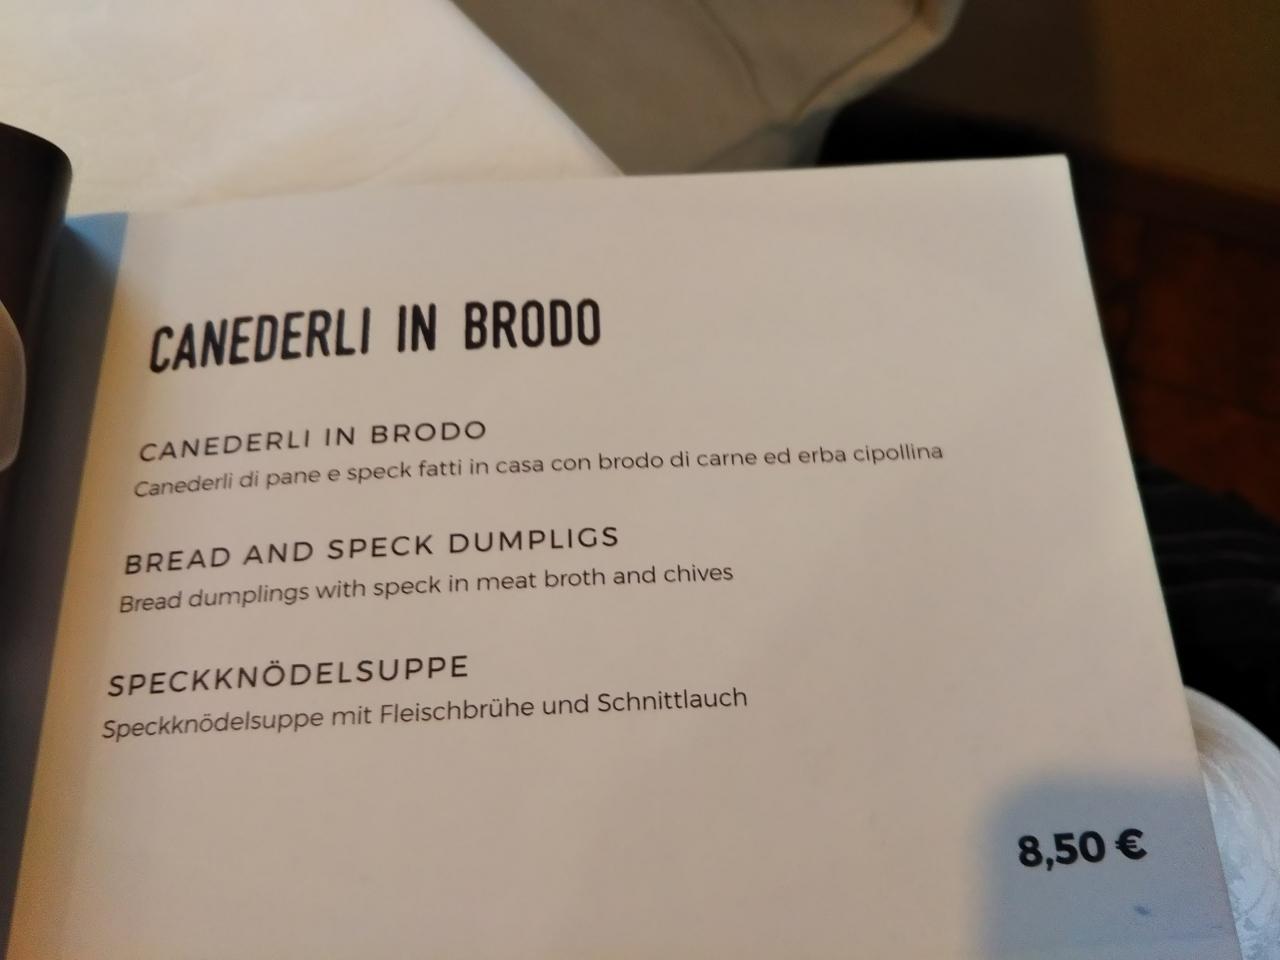 CANEDERLI IN BRODO
CANEDERLI IN BRODO
Canederli di pane e speck fatti in casa con brodo di carne ed erba cipollina
BREAD AND SPECK DUMPLIGS
Bread dumplings with speck in meat broth and chives
SPECKKNÖDELSUPPE
Speckknödelsuppe mit Fleischbrühe und Schnittlauch
8,50 €